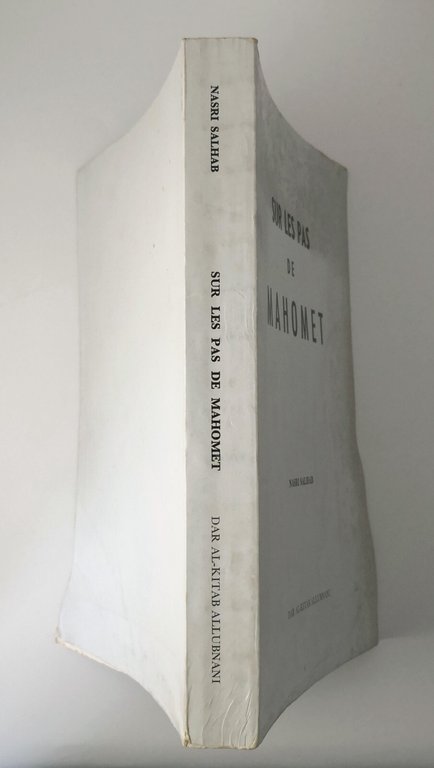 NASRI SALHAB
SUR LES PAS DE MAHOMET
DAR AL-KITAB ALLUBNANI
SUR LES PAS
DE
MAHOMET
NASRI SALHAB
DAR AL-KITAB ALLUBNANI